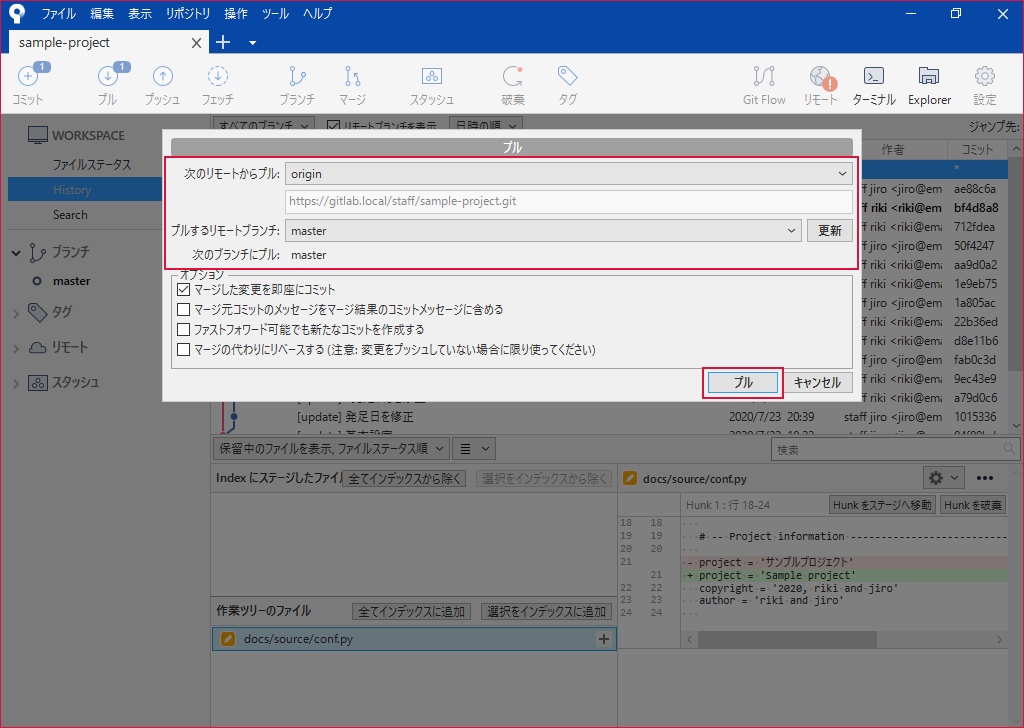 ファイル 編集 表示 リポジトリ 操作 ツール ヘルプ
sample-project
1 1
コミット プル プッシュ フェッチ ブランチ マージ スタッシュ 破棄 タグ Git Flow リモート ターミナル Explorer 設定
WORKSPACE
ファイルステータス
History
Search
ブランチ
master
タグ
リモート
スタッシュ
すべてのブランチ リモートブランチを表示 日時の順 ジャンプ先:
作者 コミット
*
プル
次のリモートからプル: origin
https://gitlab.local/staff/sample-project.git
プルするリモートブランチ: master 更新
次のブランチにプル: master
オプション
マージした変更を即座にコミット
マージ元コミットのメッセージをマージ結果のコミットメッセージに含める
ファストフォワード可能でも新たなコミットを作成する
マージの代わりにリベースする (注意: 変更をプッシュしていない場合に限り使ってください)
プル キャンセル
ff jiro <jiro@em ae88c6a
ff riki <riki@em bf4d8a8
ff riki <riki@em 712fdea
ff jiro <jiro@em 50f4247
ff riki <riki@em aa9d0a2
ff riki <riki@em 1e9eb75
ff jiro <jiro@em 1a805ac
ff riki <riki@em 22b36ed
ff riki <riki@em d8e11b6
ff jiro <jiro@em fab0c3d
ff riki <riki@em 9ec43e9
ff riki <riki@em a79d0c6
[update] 発足日を修正 2020/7/23 20:39 staff jiro <jiro@em 1015336
保留中のファイルを表示, ファイルステータス順
検索
Index にステージしたファイル 全てインデックスから除く 選択をインデックスから除く
作業ツリーのファイル 全てインデックスに追加 選択をインデックスに追加
docs/source/conf.py
docs/source/conf.py
Hunk 1 : 行 18-24 Hunk をステージへ移動 Hunk を破棄
18 18
19 19 # -- Project information -----------------------------
20 20
21 - project = 'サンプルプロジェクト'
21 + project = 'Sample project'
22 22 copyright = '2020, riki and jiro'
23 23 author = 'riki and jiro'
24 24